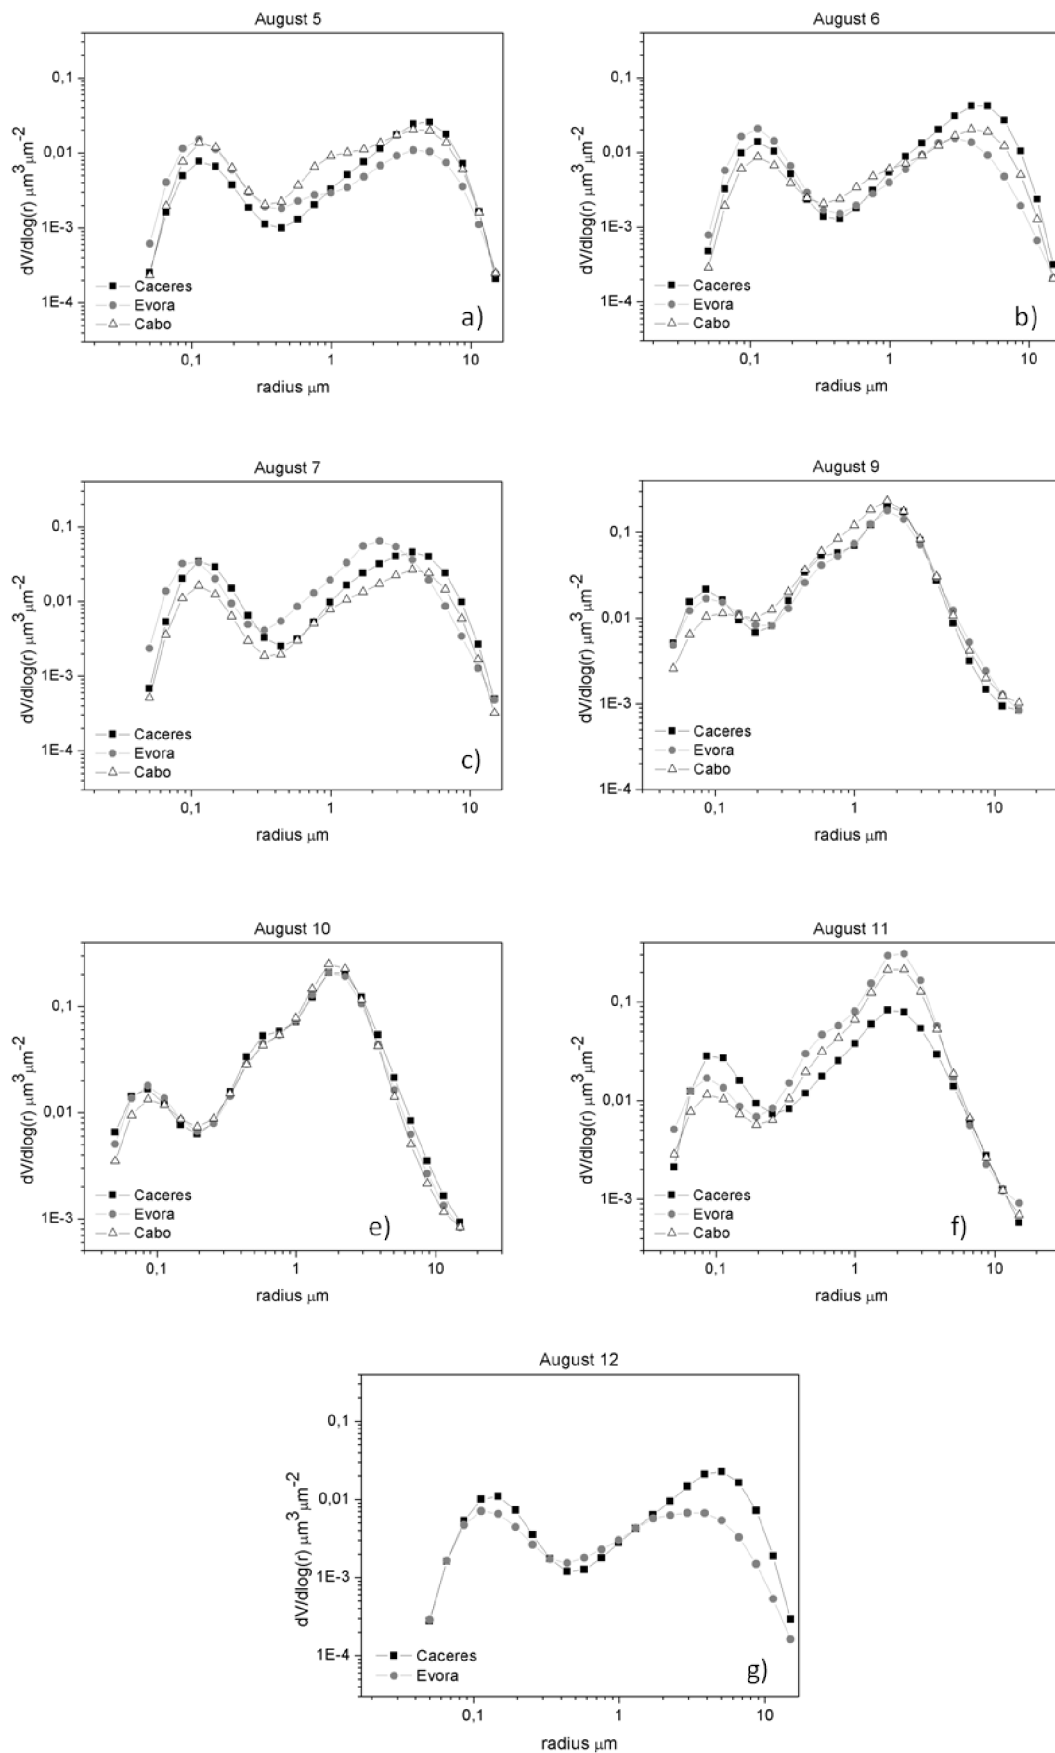 August 5
0,1
0,01
1E-3
1E-4
dV/dlog(r) μm³μm⁻²
Caceres
Evora
Cabo
a)
0,1
1
10
radius μm
August 6
0,1
0,01
1E-3
1E-4
dV/dlog(r) μm³μm⁻²
Caceres
Evora
Cabo
b)
0,1
1
10
radius μm
August 7
0,1
0,01
1E-3
1E-4
dV/dlog(r) μm³μm⁻²
Caceres
Evora
Cabo
c)
0,1
1
10
radius μm
August 9
0,1
0,01
1E-3
1E-4
dV/dlog(r) μm³μm⁻²
Caceres
Evora
Cabo
0,1
1
10
radius μm
August 10
0,1
0,01
1E-3
dV/dlog(r) μm³μm⁻²
Caceres
Evora
Cabo
e)
0,1
1
10
radius μm
August 11
0,1
0,01
1E-3
dV/dlog(r) μm³μm⁻²
Caceres
Evora
Cabo
f)
0,1
1
10
radius μm
August 12
0,1
0,01
1E-3
1E-4
dV/dlog(r) μm³μm⁻²
Caceres
Evora
g)
0,1
1
10
radius μm